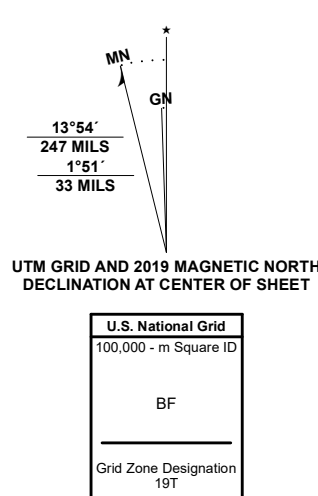 ★
MN
GN
13°54´
247 MILS
1°51´
33 MILS
UTM GRID AND 2019 MAGNETIC NORTH
DECLINATION AT CENTER OF SHEET
U.S. National Grid
100,000 - m Square ID
BF
Grid Zone Designation
19T